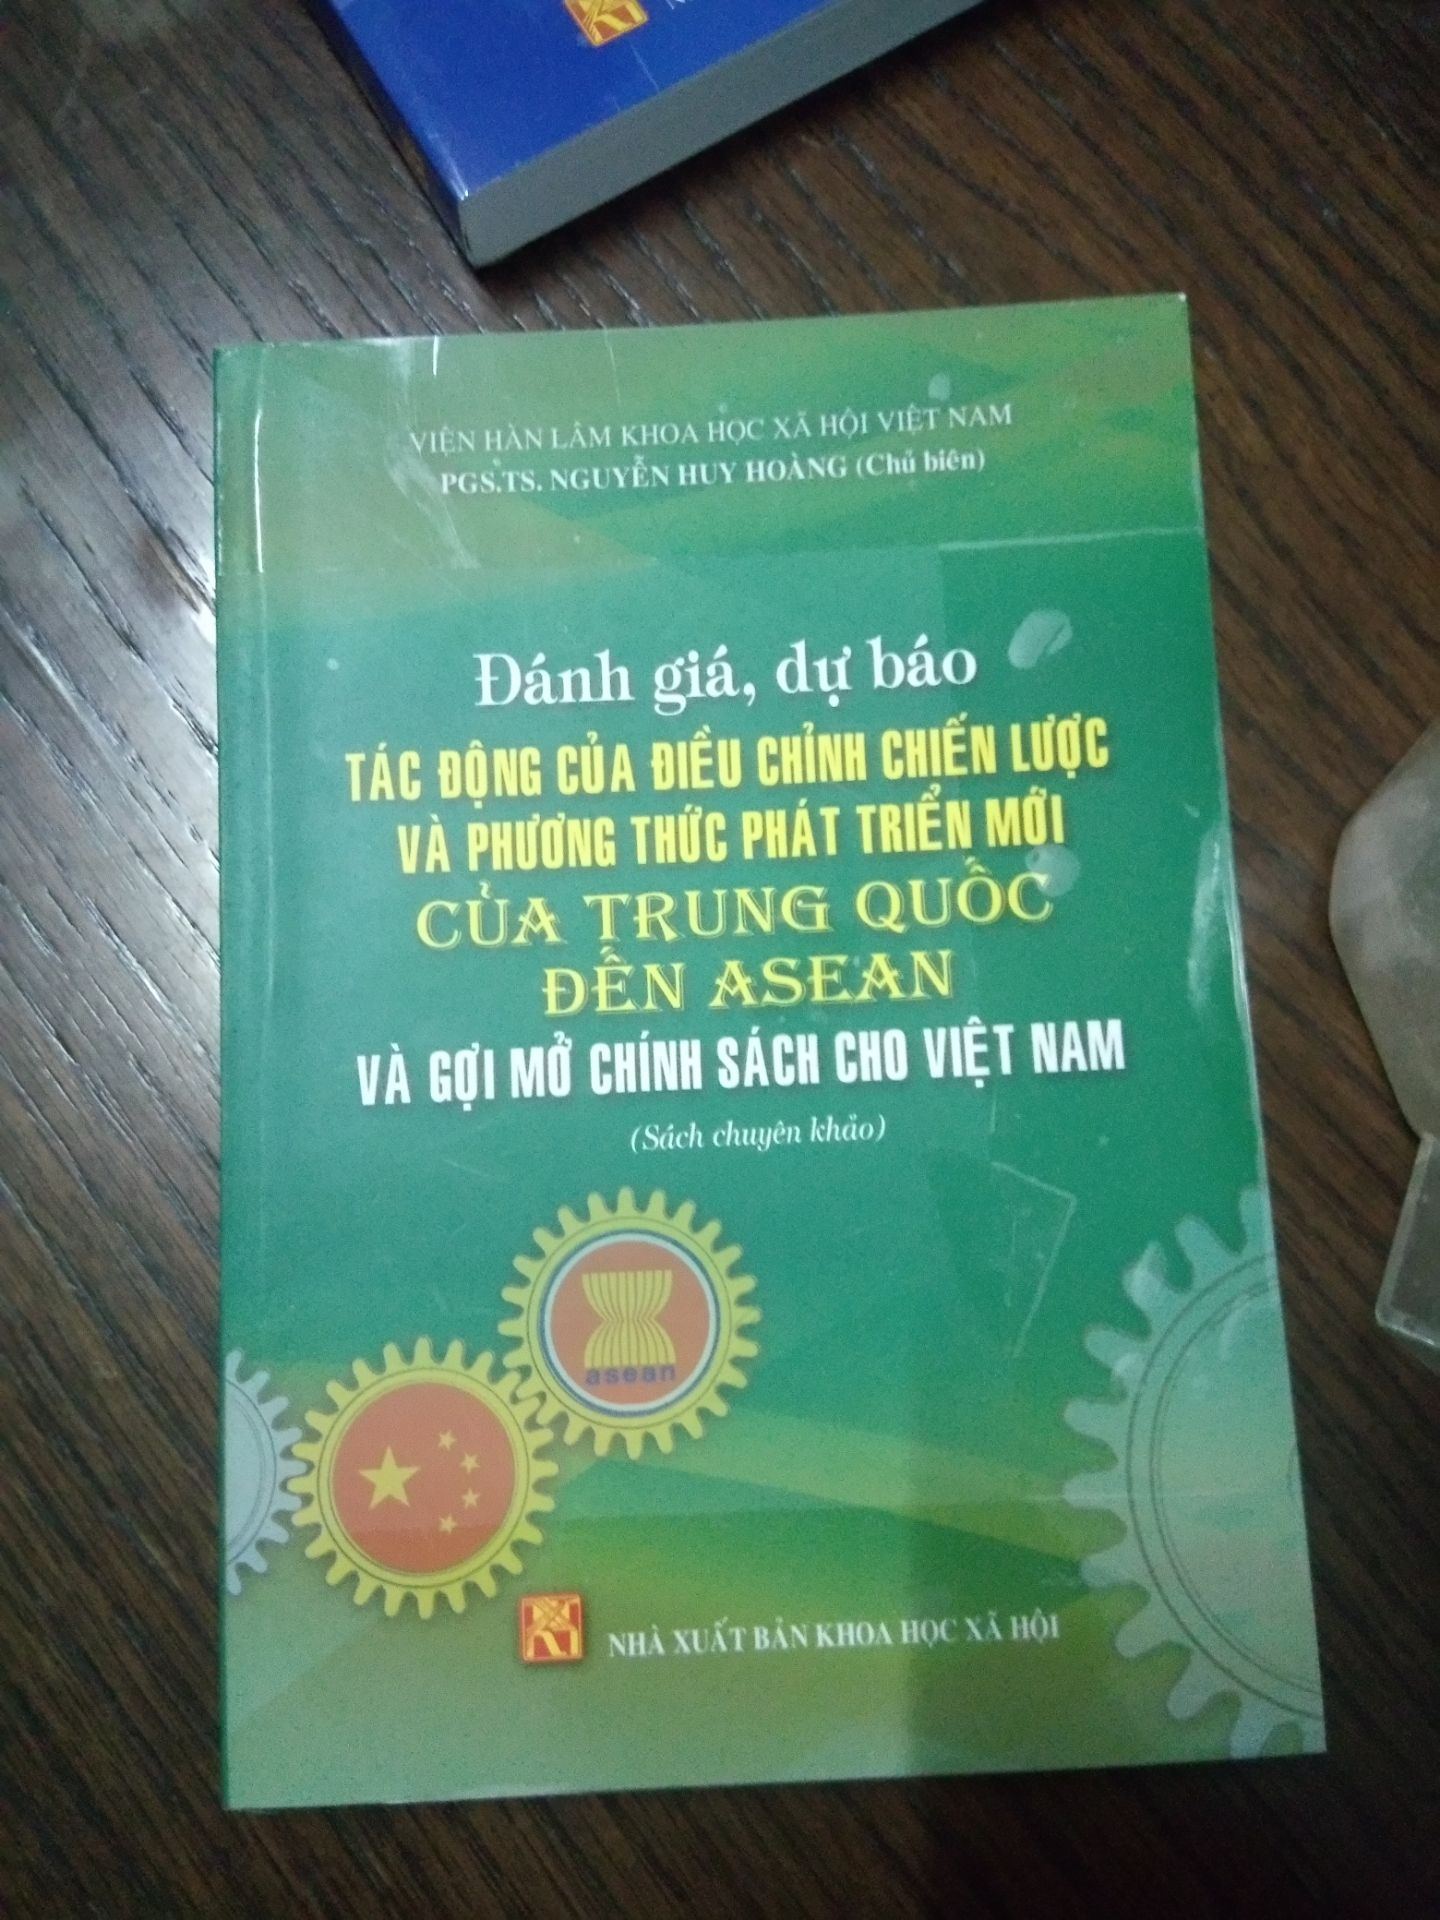 VIỆN HÀN LÂM KHOA HỌC XÃ HỘI VIỆT NAM
PGS.TS. NGUYỄN HUY HOÀNG (Chủ biên)
Đánh giá, dự báo
TÁC ĐỘNG CỦA ĐIỀU CHỈNH CHIẾN LƯỢC
VÀ PHƯƠNG THỨC PHÁT TRIỂN MỚI
CỦA TRUNG QUỐC
ĐẾN ASEAN
VÀ GỢI MỞ CHÍNH SÁCH CHO VIỆT NAM
(Sách chuyên khảo)
asean
NHÀ XUẤT BẢN KHOA HỌC XÃ HỘI